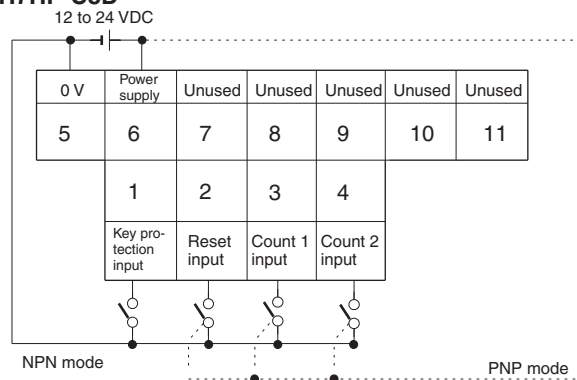 12 to 24 VDC
0 V
Power supply
Unused
Unused
Unused
Unused
Unused
5
6
7
8
9
10
11
1
2
3
4
Key pro-
tection
input
Reset
input
Count 1
input
Count 2
input
NPN mode
PNP mode